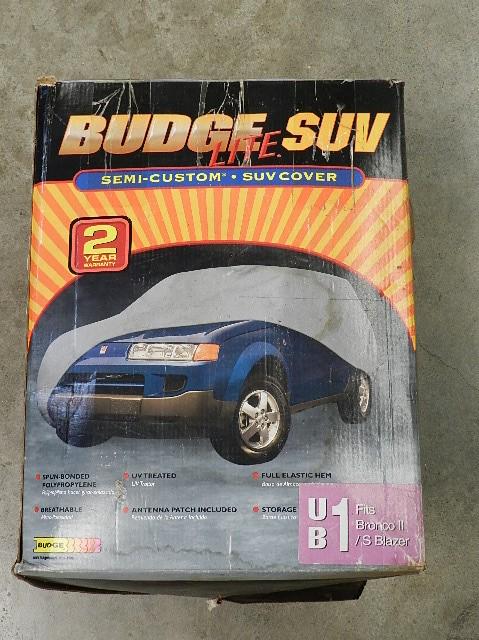 BUDGE LITE. SUV
SEMI-CUSTOM • SUV COVER
2
YEAR
WARRANTY
SPUN-BONDED
POLYPROPYLENE
UV TREATED
FULL ELASTIC HEM
BREATHABLE
ANTENNA PATCH INCLUDED
STORAGE
UB1
Fits
Bronco II
/ S Blazer
BUDGE